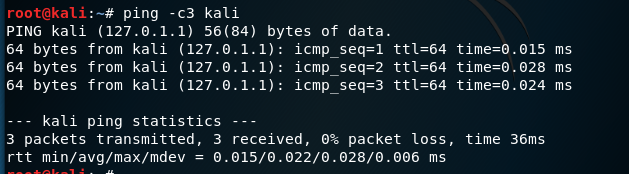 root@kali:~# ping -c3 kali
PING kali (127.0.1.1) 56(84) bytes of data.
64 bytes from kali (127.0.1.1): icmp_seq=1 ttl=64 time=0.015 ms
64 bytes from kali (127.0.1.1): icmp_seq=2 ttl=64 time=0.028 ms
64 bytes from kali (127.0.1.1): icmp_seq=3 ttl=64 time=0.024 ms
--- kali ping statistics ---
3 packets transmitted, 3 received, 0% packet loss, time 36ms
rtt min/avg/max/mdev = 0.015/0.022/0.028/0.006 ms
root@kali:~#